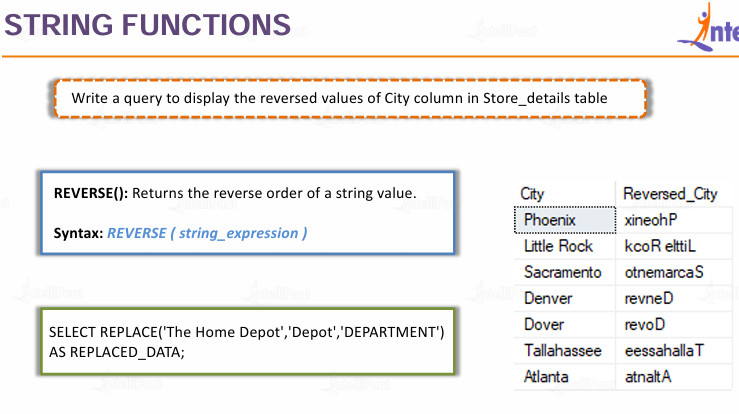 STRING FUNCTIONS
Write a query to display the reversed values of City column in Store_details table
REVERSE(): Returns the reverse order of a string value.
Syntax: REVERSE ( string_expression )
SELECT REPLACE('The Home Depot','Depot','DEPARTMENT')
AS REPLACED_DATA;
City Reversed_City
Phoenix xineohP
Little Rock kcoR elttiL
Sacramento otnemarcaS
Denver revneD
Dover revoD
Tallahassee eessahallaT
Atlanta atnaltA